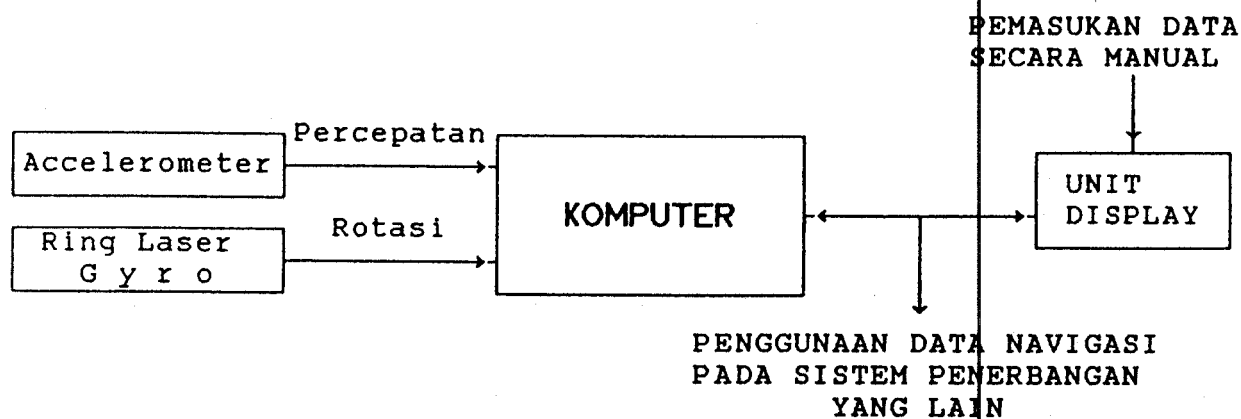 PEMASUKAN DATA
SECARA MANUAL
Percepatan
Accelerometer
KOMPUTER
UNIT
DISPLAY
Rotasi
Ring Laser
G y r o
PENGGUNAAN DATA NAVIGASI
PADA SISTEM PENERBANGAN
YANG LAIN